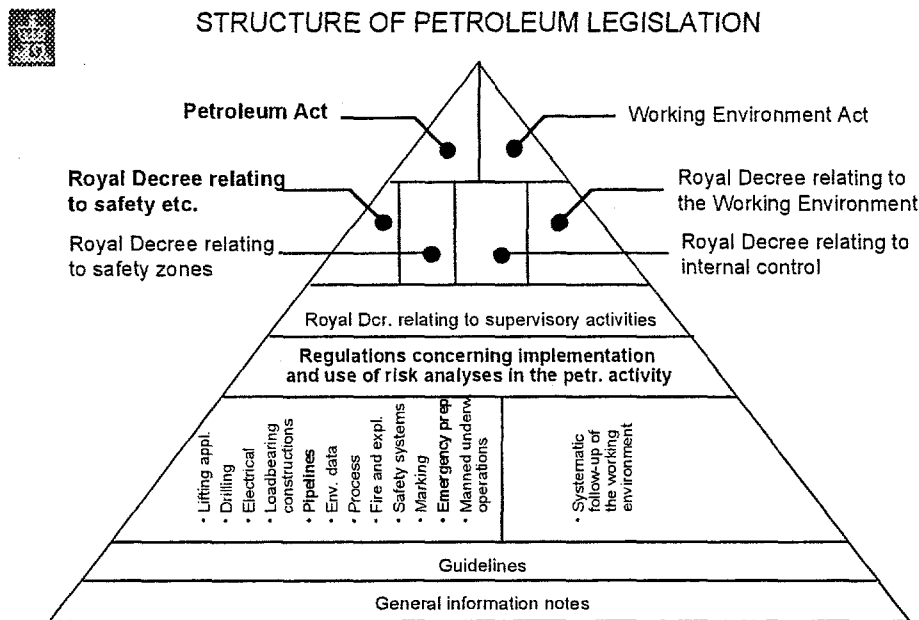 STRUCTURE OF PETROLEUM LEGISLATION
Petroleum Act
Working Environment Act
Royal Decree relating
to safety etc.
Royal Decree relating to
the Working Environment
Royal Decree relating
to safety zones
Royal Decree relating to
internal control
Royal Dcr. relating to supervisory activities
Regulations concerning implementation
and use of risk analyses in the petr. activity
• Lifting appl.
• Drilling
• Electrical
• Loadbearing
constructions
• Pipelines
• Env. data
• Process
• Fire and expl.
• Safety systems
• Marking
• Emergency prep
• Manned underw.
operations
• Systematic
follow-up of
the working
environment
Guidelines
General information notes